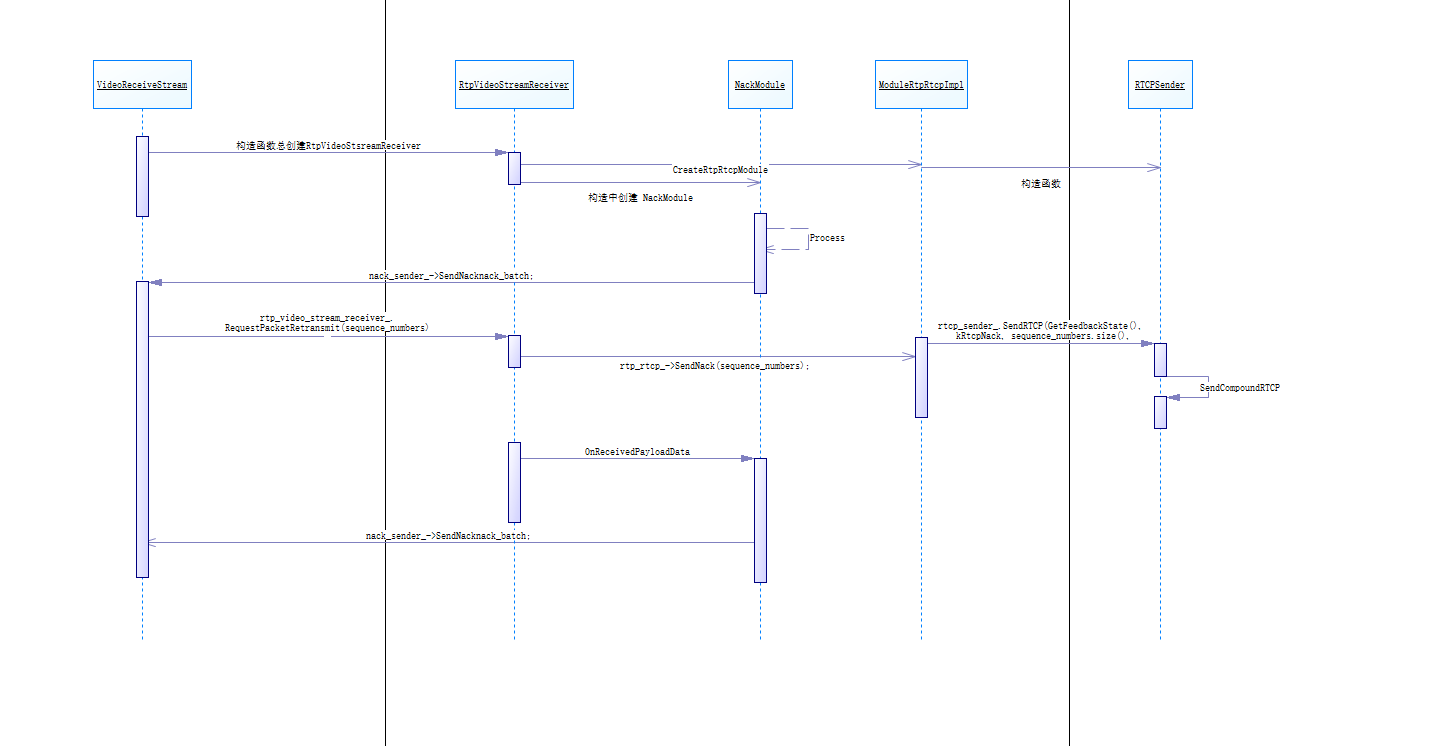 VideoReceiveStream
RtpVideoStreamReceiver
NackModule
ModuleRtpRtcpImpl
RTCPSender
构造函数总创建RtpVideoStsreamReceiver
CreateRtpRtcpModule
构造函数
构造中创建 NackModule
Process
nack_sender_->SendNacknack_batch;
rtp_video_stream_receiver_.
RequestPacketRetransmit(sequence_numbers)
rtcp_sender_.SendRTCP(GetFeedbackState(),
kRtcpNack, sequence_numbers.size(),
rtp_rtcp_->SendNack(sequence_numbers);
SendCompoundRTCP
OnReceivedPayloadData
nack_sender_->SendNacknack_batch;